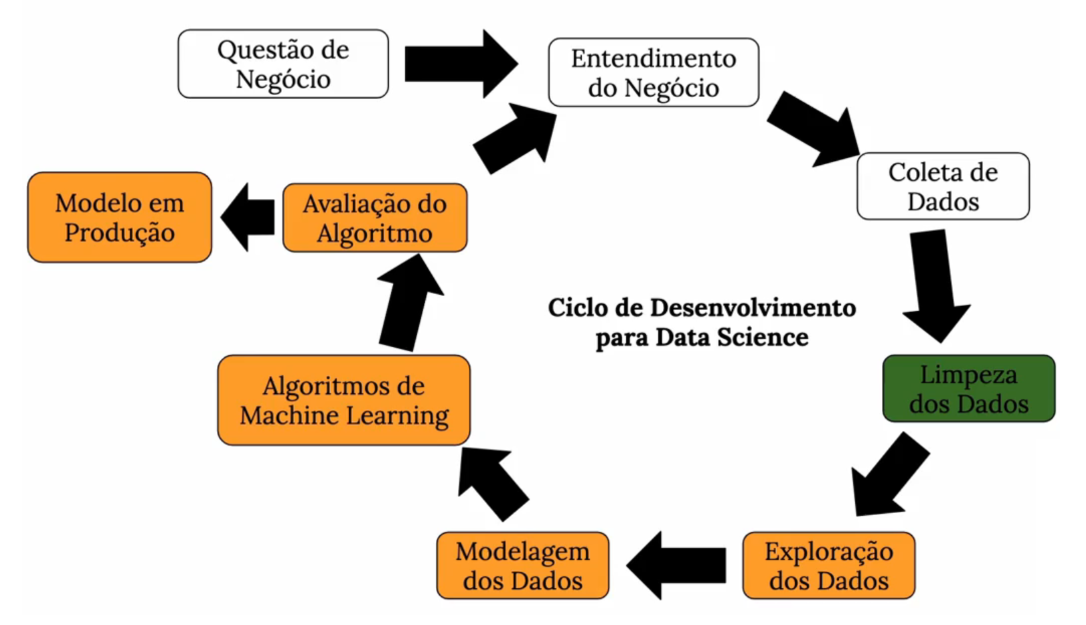 Questão de
Negócio
Entendimento
do Negócio
Coleta de
Dados
Modelo em
Produção
Avaliação do
Algoritmo
Ciclo de Desenvolvimento
para Data Science
Limpeza
dos Dados
Algoritmos de
Machine Learning
Modelagem
dos Dados
Exploração
dos Dados